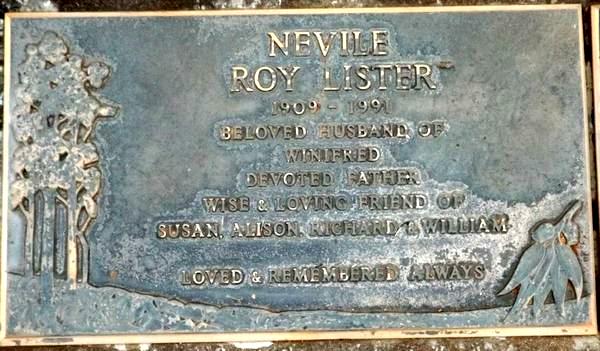 NEVILE
ROY LISTER
1909 - 1991
BELOVED HUSBAND OF
WINIFRED
DEVOTED FATHER
WISE & LOVING FRIEND OF
SUSAN, ALISON, RICHARD & WILLIAM
LOVED & REMEMBERED ALWAYS